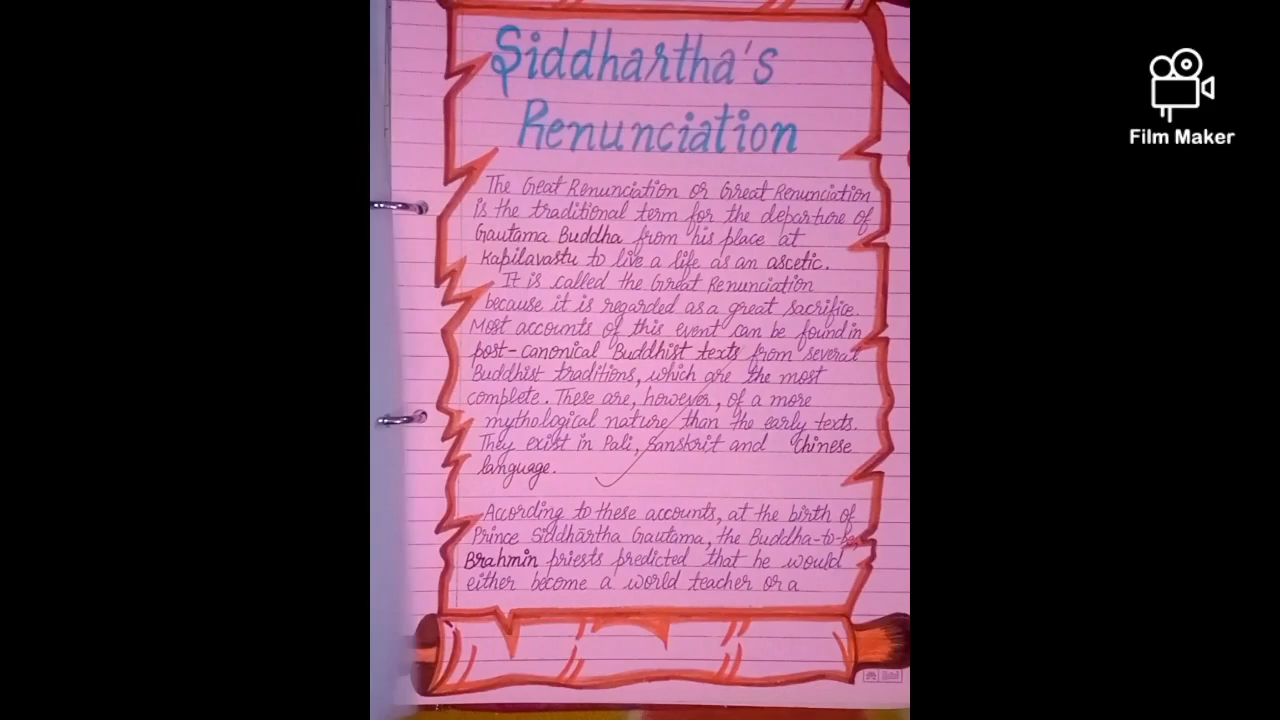 Siddhartha's
Renunciation
The Great Renunciation or Great Renunciation
is the traditional term for the departure of
Gautama Buddha from his place at
Kapilavastu to live a life as an ascetic.
It is called the Great Renunciation
because it is regarded as a great sacrifice.
Most accounts of this event can be found in
post-canonical Buddhist texts from several
Buddhist traditions, which are the most
complete. These are, however, of a more
mythological nature than the early texts.
They exist in Pali, Sanskrit and Chinese
language.
According to these accounts, at the birth of
Prince Siddhārtha Gautama, the Buddha-to-be,
Brahmin priests predicted that he would
either become a world teacher or a
Film Maker